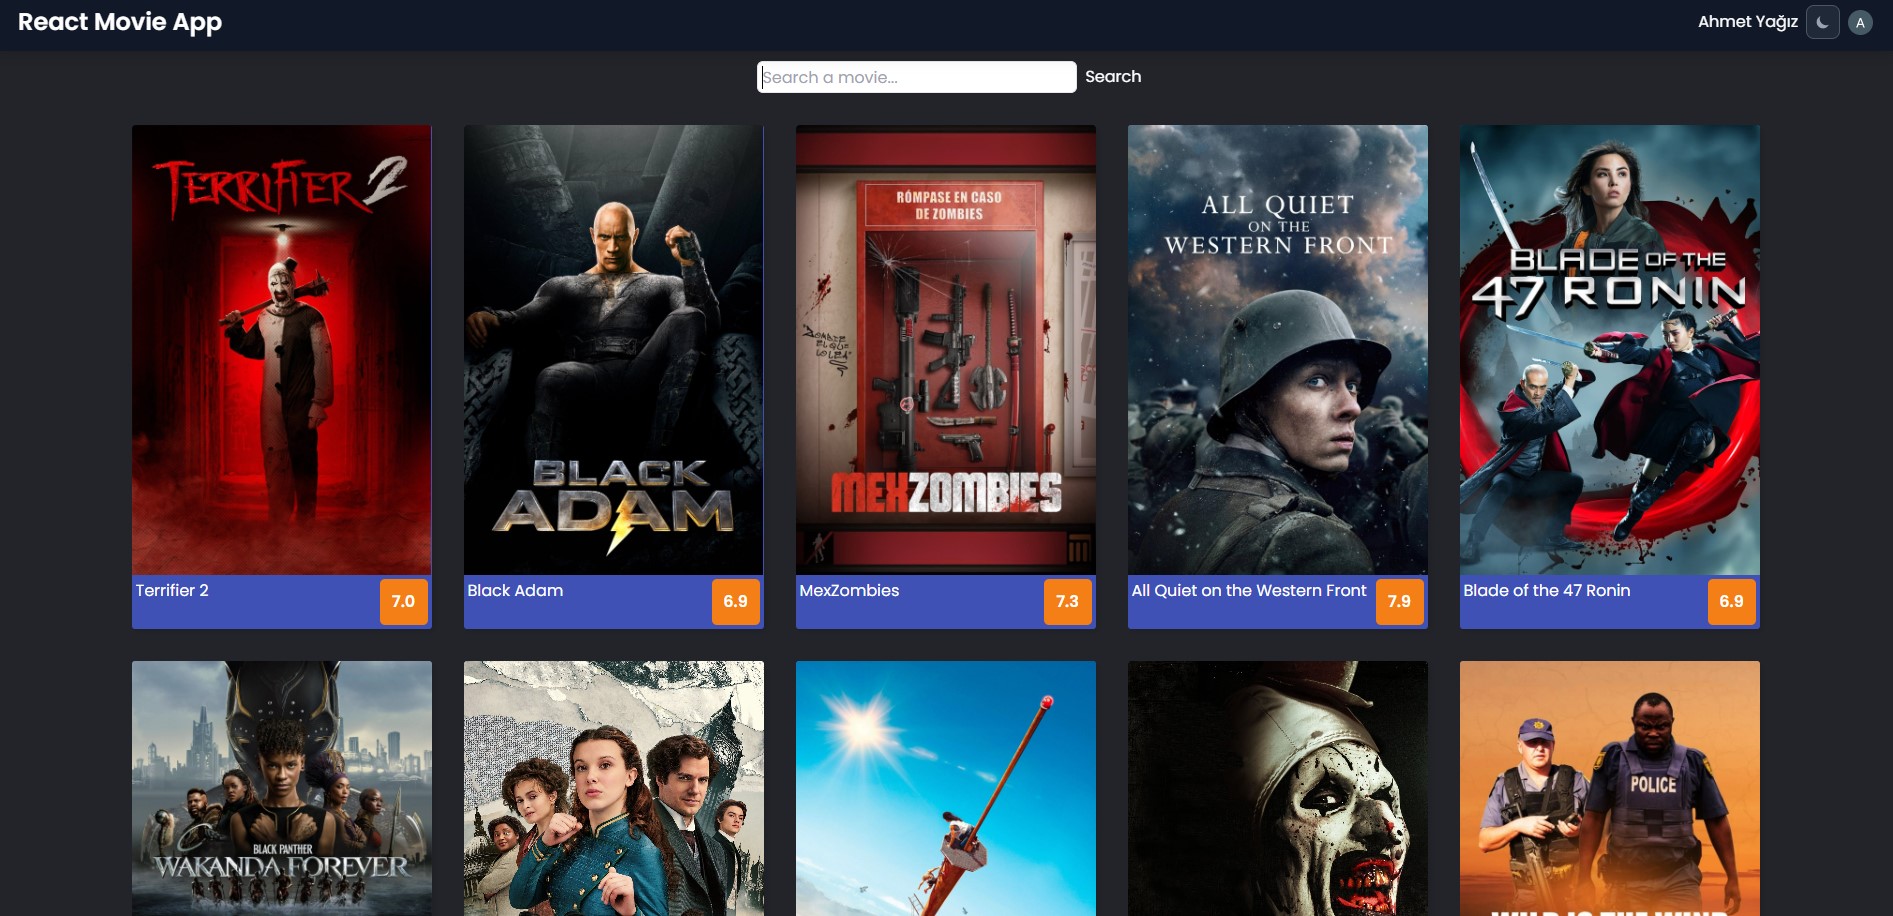 React Movie App
Ahmet Yağız
A
Search a movie...
Search
TERRIFIER 2
BLACK
ADAM
RÓMPASE EN CASO
DE ZOMBIES
MEXZOMBIES
ALL QUIET
ON THE
WESTERN FRONT
BLADE OF THE
47 RONIN
Terrifier 2
7.0
Black Adam
6.9
MexZombies
7.3
All Quiet on the Western Front
7.9
Blade of the 47 Ronin
6.9
BLACK PANTHER
WAKANDA FOREVER
POLICE